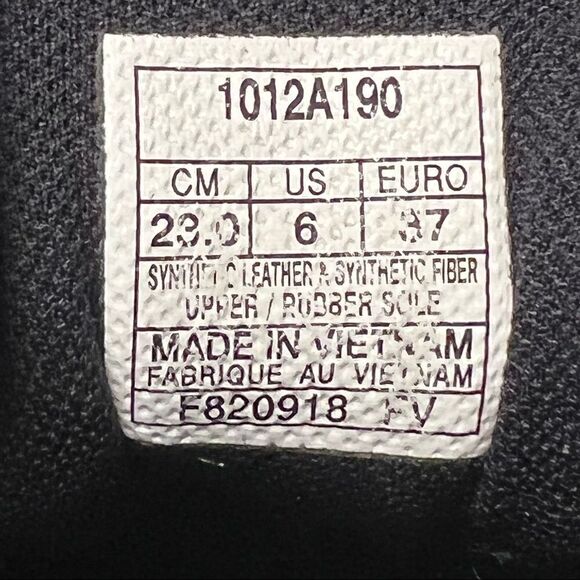 1012A190
CM US EURO
23.0 6 37
SYNTHETIC LEATHER & SYNTHETIC FIBER
UPPER / RUBBER SOLE
MADE IN VIETNAM
FABRIQUE AU VIETNAM
F820918 FV